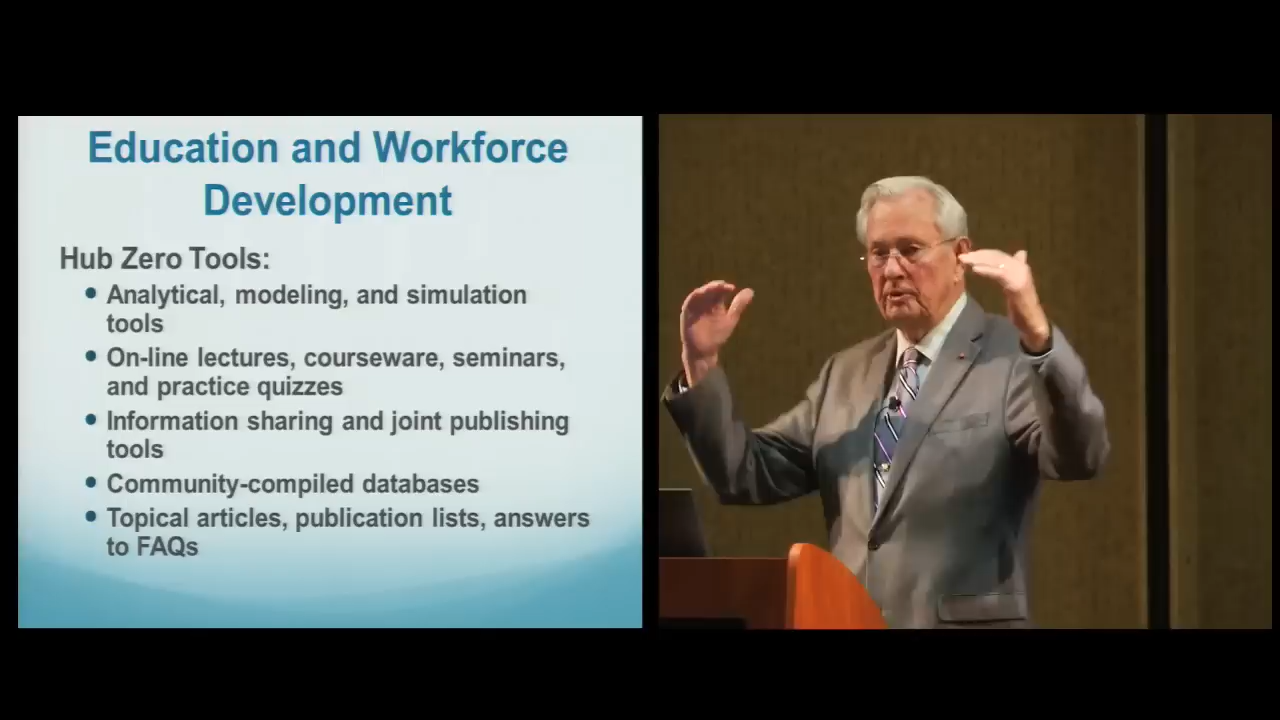 Education and Workforce
Development
Hub Zero Tools:
• Analytical, modeling, and simulation
tools
• On-line lectures, courseware, seminars,
and practice quizzes
• Information sharing and joint publishing
tools
• Community-compiled databases
• Topical articles, publication lists, answers
to FAQs